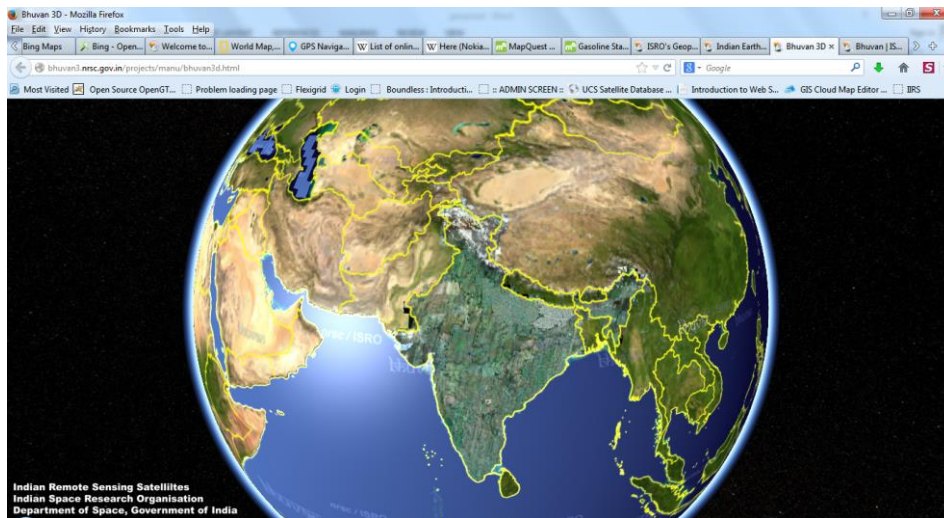 Bhuvan 3D - Mozilla Firefox
File Edit View History Bookmarks Tools Help
Bing Maps Bing - Open... Welcome to... World Map,... GPS Naviga... List of onlin... Here (Nokia... MapQuest ... Gasoline Sta... ISRO's Geop... Indian Earth... Bhuvan 3D × Bhuvan | IS...
bhuvan3.nrsc.gov.in/projects/manu/bhuvan3d.html Google
Most Visited Open Source OpenGT... Problem loading page Flexigrid Login Boundless : Introducti... :: ADMIN SCREEN :: UCS Satellite Database ... Introduction to Web S... GIS Cloud Map Editor ... IIRS
nrsc / ISRO
Indian Remote Sensing Satelliites
Indian Space Research Organisation
Department of Space, Government of India